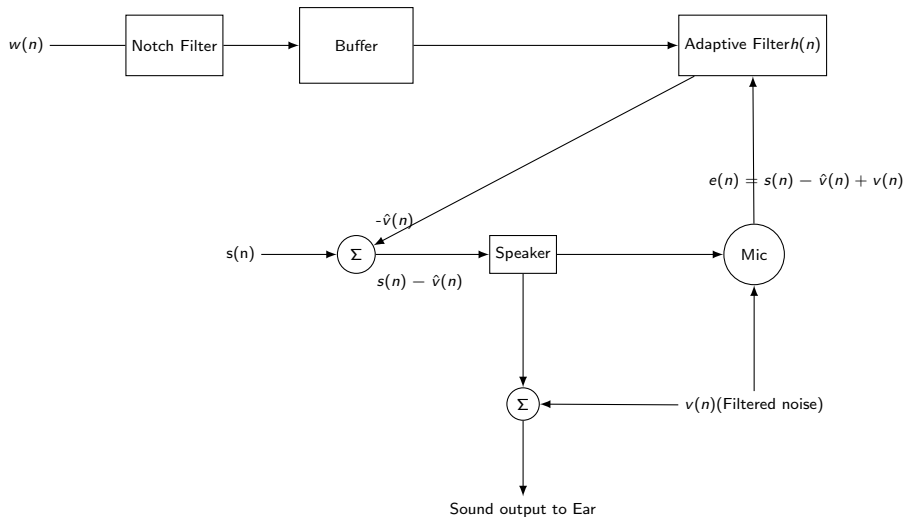 w(n)
Notch Filter
Buffer
Adaptive Filterh(n)
e(n) = s(n) − v̂(n) + v(n)
-v̂(n)
s(n)
Σ
Speaker
Mic
s(n) − v̂(n)
Σ
v(n)(Filtered noise)
Sound output to Ear